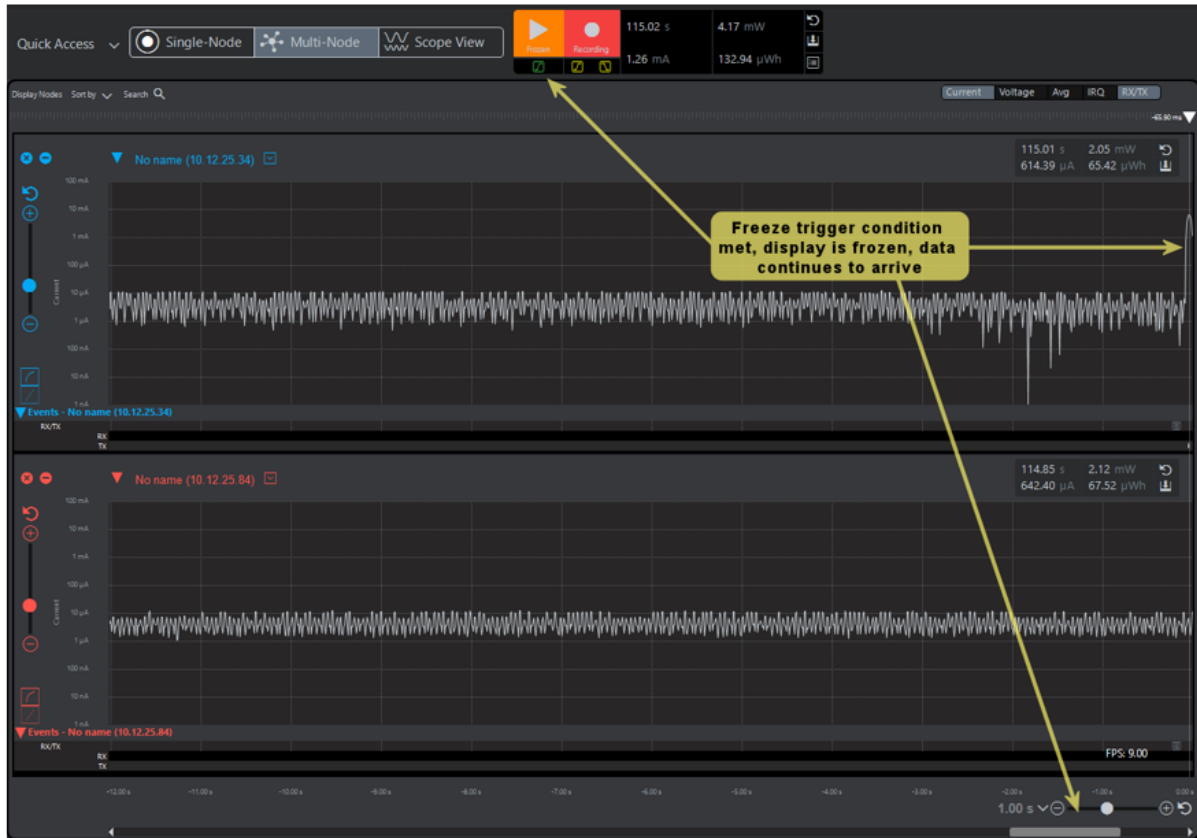 Quick Access Single-Node Multi-Node Scope View
Frozen Recording
115.02 s 4.17 mW
1.26 mA 132.94 µWh
Display Nodes Sort by Search Current Voltage Avg IRQ RX/TX
-65.90 ms
No name (10.12.25.34) 115.01 s 2.05 mW
614.39 µA 65.42 µWh
100 mA
10 mA
1 mA
100 µA
10 µA
1 µA
100 nA
10 nA
1 nA
Current
Freeze trigger condition
met, display is frozen, data
continues to arrive
Events - No name (10.12.25.34)
RX/TX
RX
TX
No name (10.12.25.84) 114.85 s 2.12 mW
642.40 µA 67.52 µWh
100 mA
10 mA
1 mA
100 µA
10 µA
1 µA
100 nA
10 nA
1 nA
Current
Events - No name (10.12.25.84)
RX/TX
RX
TX
FPS: 9.00
-12.00 s -11.00 s -10.00 s -9.00 s -8.00 s -7.00 s -6.00 s -5.00 s -4.00 s -3.00 s -2.00 s -1.00 s 0.00 s
1.00 s